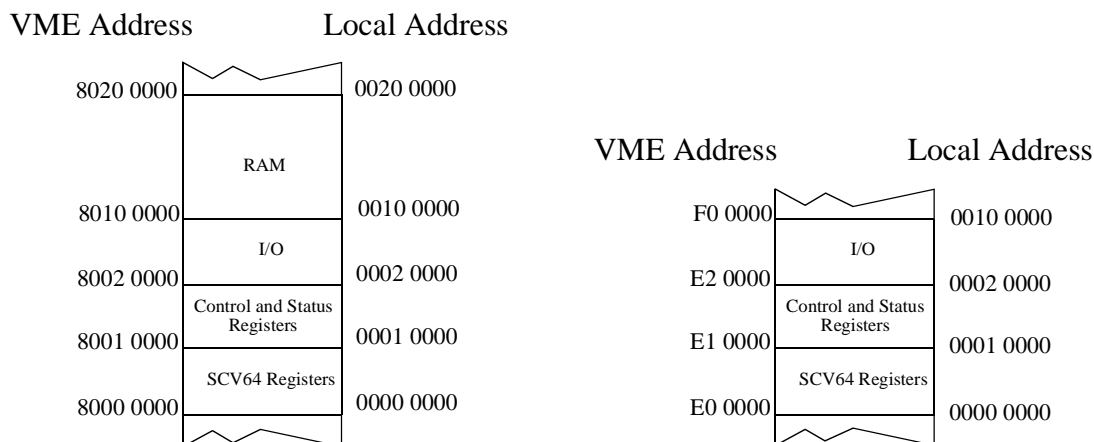 VME Address Local Address
8020 0000 0020 0000
RAM
8010 0000 0010 0000
I/O
8002 0000 0002 0000
Control and Status
Registers
8001 0000 0001 0000
SCV64 Registers
8000 0000 0000 0000
VME Address Local Address
F0 0000 0010 0000
I/O
E2 0000 0002 0000
Control and Status
Registers
E1 0000 0001 0000
SCV64 Registers
E0 0000 0000 0000